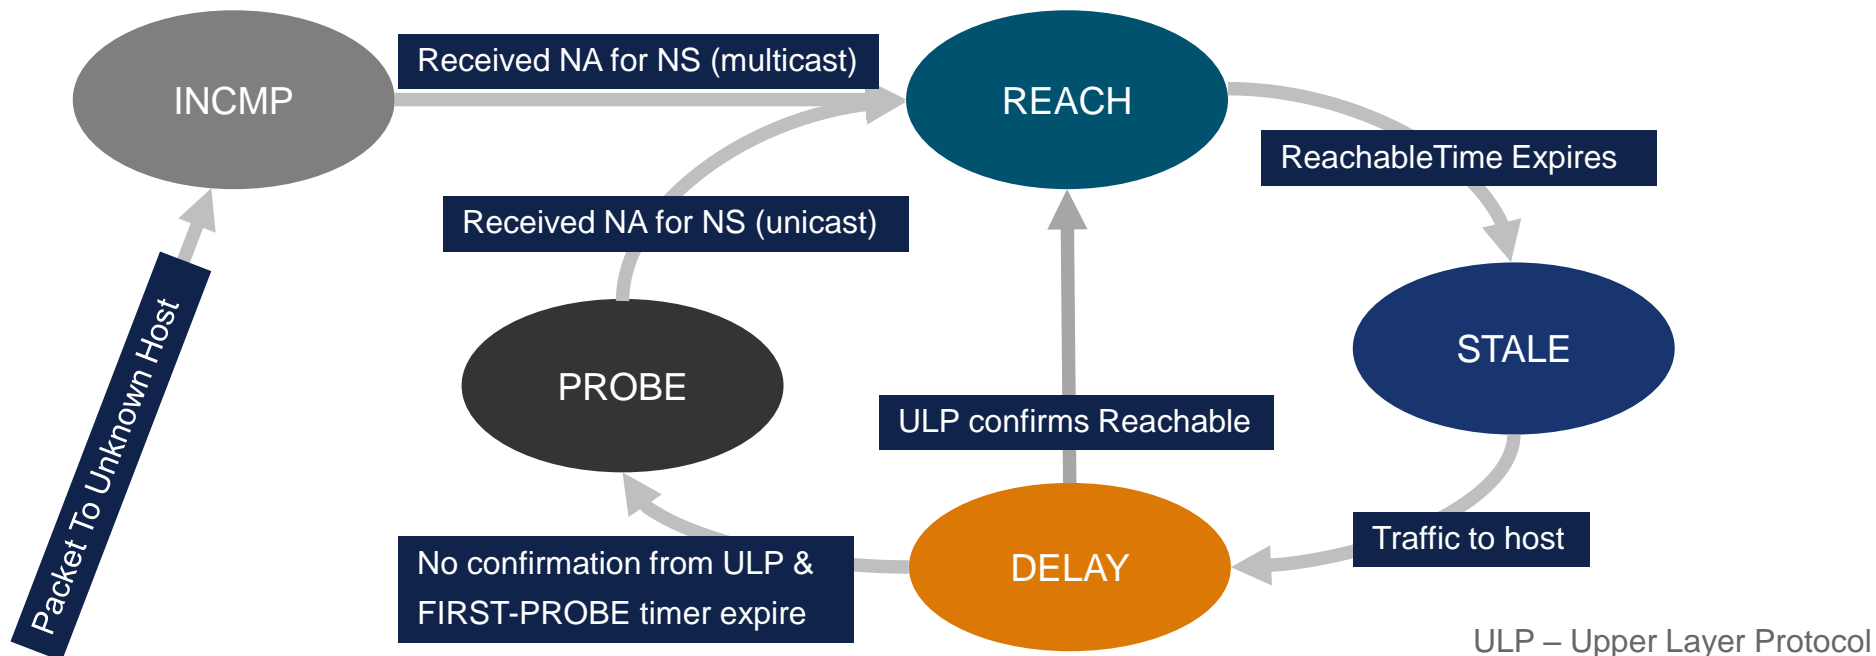 INCMP
Received NA for NS (multicast)
REACH
ReachableTime Expires
Received NA for NS (unicast)
Packet To Unknown Host
PROBE
STALE
ULP confirms Reachable
No confirmation from ULP &
FIRST-PROBE timer expire
DELAY
Traffic to host
ULP – Upper Layer Protocol